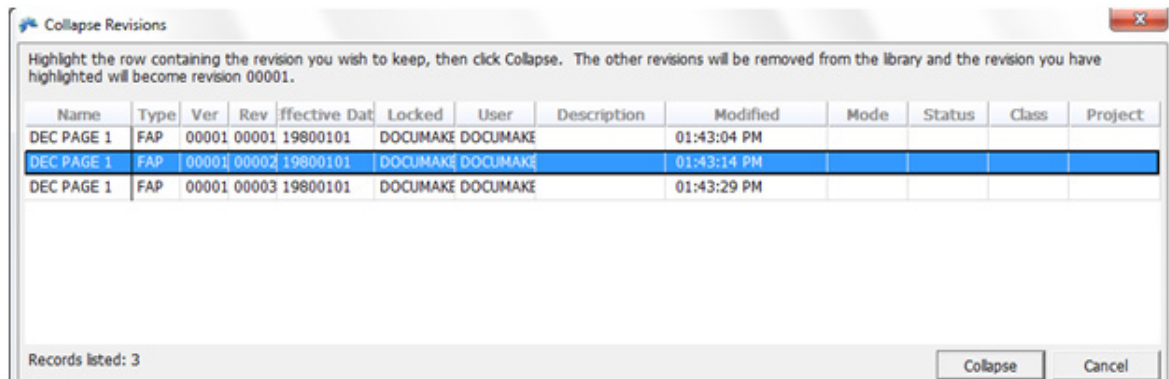 Collapse Revisions
Highlight the row containing the revision you wish to keep, then click Collapse. The other revisions will be removed from the library and the revision you have
highlighted will become revision 00001.
Name Type Ver Rev ffective Dat Locked User Description Modified Mode Status Class Project
DEC PAGE 1 FAP 00001 00001 19800101 DOCUMAKE DOCUMAKE 01:43:04 PM
DEC PAGE 1 FAP 00001 00002 19800101 DOCUMAKE DOCUMAKE 01:43:14 PM
DEC PAGE 1 FAP 00001 00003 19800101 DOCUMAKE DOCUMAKE 01:43:29 PM
Records listed: 3 Collapse Cancel